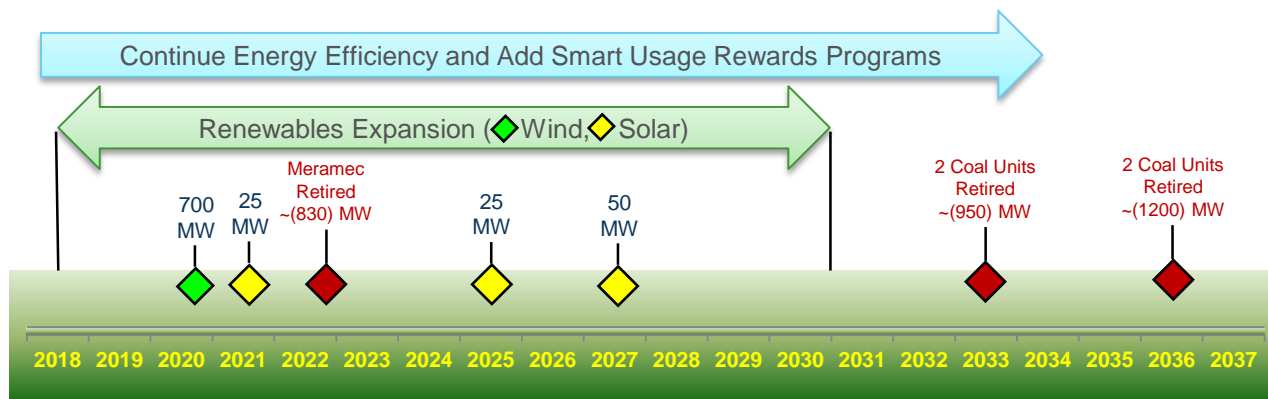 Continue Energy Efficiency and Add Smart Usage Rewards Programs
Renewables Expansion (Wind, Solar)
700
MW
25
MW
Meramec
Retired
~(830) MW
25
MW
50
MW
2 Coal Units
Retired
~(950) MW
2 Coal Units
Retired
~(1200) MW
2018 2019 2020 2021 2022 2023 2024 2025 2026 2027 2028 2029 2030 2031 2032 2033 2034 2035 2036 2037